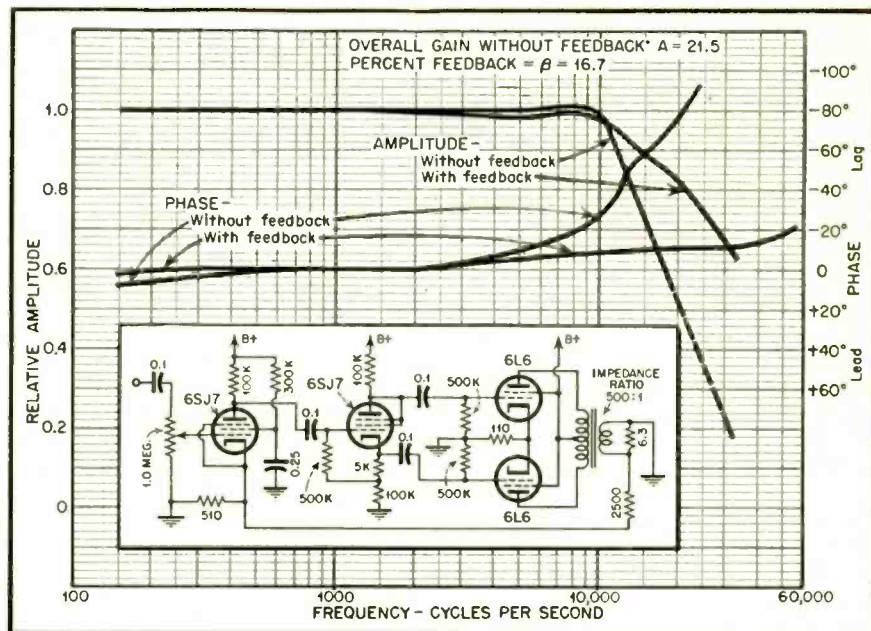 OVERALL GAIN WITHOUT FEEDBACK* A = 21.5
PERCENT FEEDBACK = β = 16.7
1.0
0.8
0.6
0.4
0.2
0
RELATIVE AMPLITUDE
AMPLITUDE-
Without feedback
With feedback
PHASE-
Without feedback
With feedback
-100°
-80°
-60°
-40°
-20°
0
+20°
+40°
+60°
Lag
PHASE
Lead
B+
B+
B+
0.1
100K
300K
6SJ7
1.0 MEG.
510
0.25
0.1
500K
100K
6SJ7
0.1
0.1
5K
100K
500K
500K
110
6L6
6L6
IMPEDANCE
RATIO
500:1
6.3
2500
100
1000
10,000
60,000
FREQUENCY - CYCLES PER SECOND